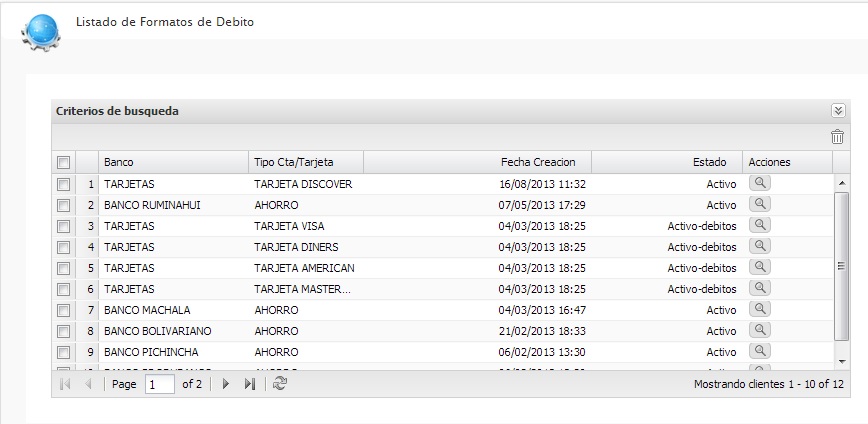 Listado de Formatos de Debito
Criterios de busqueda
Banco Tipo Cta/Tarjeta Fecha Creacion Estado Acciones
1 TARJETAS TARJETA DISCOVER 16/08/2013 11:32 Activo
2 BANCO RUMINAHUI AHORRO 07/05/2013 17:29 Activo
3 TARJETAS TARJETA VISA 04/03/2013 18:25 Activo-debitos
4 TARJETAS TARJETA DINERS 04/03/2013 18:25 Activo-debitos
5 TARJETAS TARJETA AMERICAN 04/03/2013 18:25 Activo-debitos
6 TARJETAS TARJETA MASTER... 04/03/2013 18:25 Activo-debitos
7 BANCO MACHALA AHORRO 04/03/2013 16:47 Activo
8 BANCO BOLIVARIANO AHORRO 21/02/2013 18:33 Activo
9 BANCO PICHINCHA AHORRO 06/02/2013 13:30 Activo
Page 1 of 2 Mostrando clientes 1 - 10 of 12